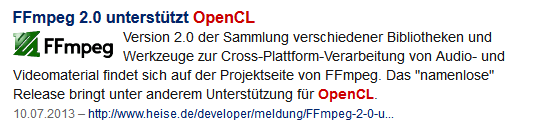 FFmpeg 2.0 unterstützt OpenCL
FFmpeg
Version 2.0 der Sammlung verschiedener Bibliotheken und
Werkzeuge zur Cross-Plattform-Verarbeitung von Audio- und
Videomaterial findet sich auf der Projektseite von FFmpeg. Das "namenlose"
Release bringt unter anderem Unterstützung für OpenCL.
10.07.2013 – http://www.heise.de/developer/meldung/FFmpeg-2-0-u...